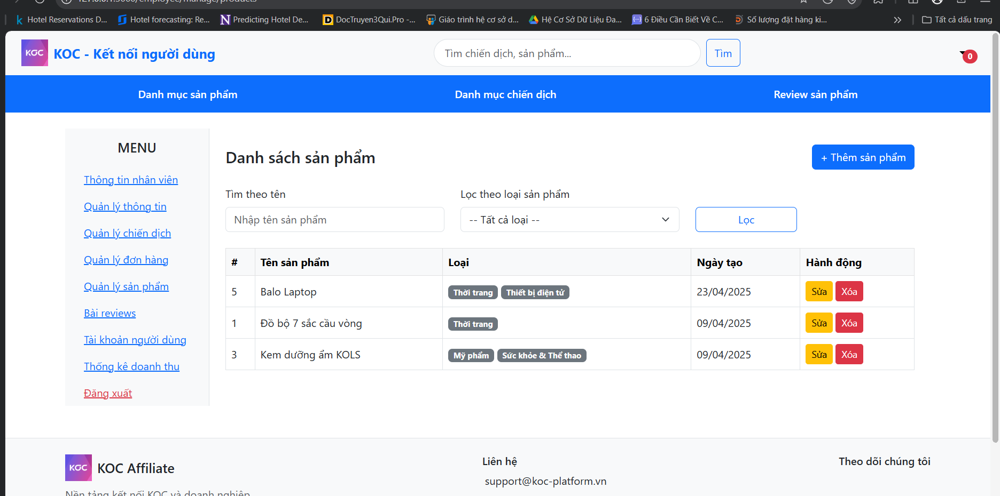 127.0.0.1:5000/employee/manage/products
Hotel Reservations D... Hotel forecasting: Re... Predicting Hotel De... DocTruyen3Qui.Pro -... Giáo trình hệ cơ sở d... Hệ Cơ Sở Dữ Liệu Đa... 6 Điều Cần Biết Về C... Số lượng đặt hàng ki... Tất cả dấu trang
KOC KOC - Kết nối người dùng Tìm chiến dịch, sản phẩm... Tìm 0
Danh mục sản phẩm Danh mục chiến dịch Review sản phẩm
MENU
Thông tin nhân viên
Quản lý thông tin
Quản lý chiến dịch
Quản lý đơn hàng
Quản lý sản phẩm
Bài reviews
Tài khoản người dùng
Thống kê doanh thu
Đăng xuất
Danh sách sản phẩm + Thêm sản phẩm
Tìm theo tên Lọc theo loại sản phẩm
Nhập tên sản phẩm -- Tất cả loại -- Lọc
# Tên sản phẩm Loại Ngày tạo Hành động
5 Balo Laptop Thời trang Thiết bị điện tử 23/04/2025 Sửa Xóa
1 Đồ bộ 7 sắc cầu vòng Thời trang 09/04/2025 Sửa Xóa
3 Kem dưỡng ẩm KOLS Mỹ phẩm Sức khỏe & Thể thao 09/04/2025 Sửa Xóa
KOC KOC Affiliate Liên hệ Theo dõi chúng tôi
support@koc-platform.vn
Nền tảng kết nối KOC và doanh nghiệp